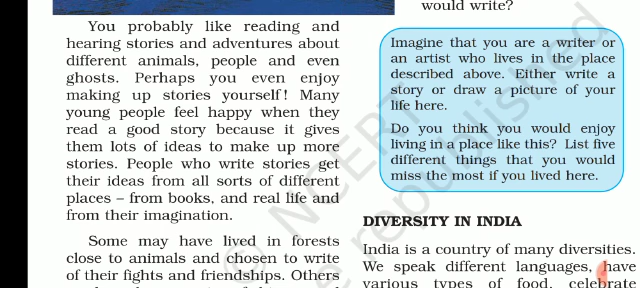 You probably like reading and
hearing stories and adventures about
different animals, people and even
ghosts. Perhaps you even enjoy
making up stories yourself! Many
young people feel happy when they
read a good story because it gives
them lots of ideas to make up more
stories. People who write stories get
their ideas from all sorts of different
places – from books, and real life and
from their imagination.
Some may have lived in forests
close to animals and chosen to write
of their fights and friendships. Others
would write?
Imagine that you are a writer or
an artist who lives in the place
described above. Either write a
story or draw a picture of your
life here.
Do you think you would enjoy
living in a place like this? List five
different things that you would
miss the most if you lived here.
DIVERSITY IN INDIA
India is a country of many diversities.
We speak different languages, have
various types of food, celebrate
© NCERT
be republished